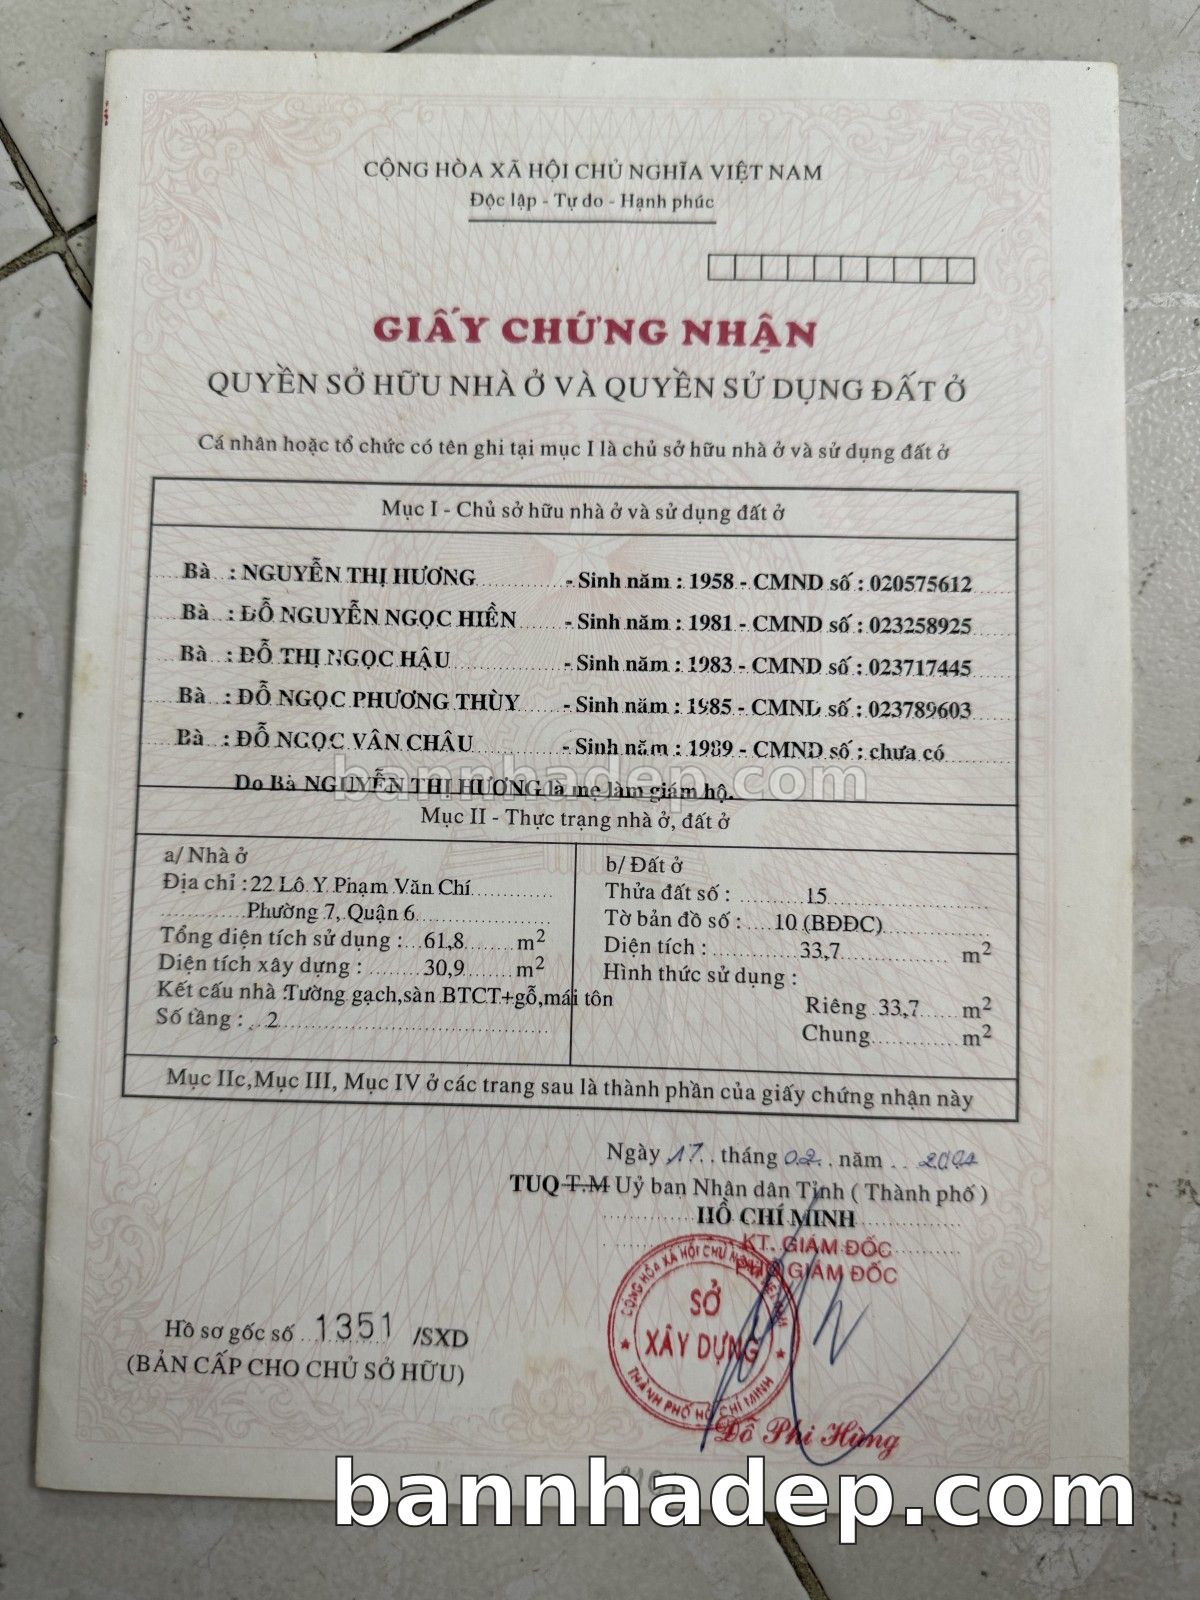 CỘNG HÒA XÃ HỘI CHỦ NGHĨA VIỆT NAM
Độc lập - Tự do - Hạnh phúc
GIẤY CHỨNG NHẬN
QUYỀN SỞ HỮU NHÀ Ở VÀ QUYỀN SỬ DỤNG ĐẤT Ở
Cá nhân hoặc tổ chức có tên ghi tại mục I là chủ sở hữu nhà ở và sử dụng đất ở
Mục I - Chủ sở hữu nhà ở và sử dụng đất ở
Bà : NGUYỄN THỊ HƯƠNG - Sinh năm : 1958 - CMND số : 020575612
Bà : ĐỖ NGUYỄN NGỌC HIỀN - Sinh năm : 1981 - CMND số : 023258925
Bà : ĐỖ THỊ NGỌC HẬU - Sinh năm : 1983 - CMND số : 023717445
Bà : ĐỖ NGỌC PHƯƠNG THÙY - Sinh năm : 1985 - CMND số : 023789603
Bà : ĐỖ NGỌC VÂN CHÂU - Sinh năm : 1989 - CMND số : chưa có
Do Bà NGUYỄN THỊ HƯƠNG là mẹ làm giám hộ.
bannhadep.com
Mục II - Thực trạng nhà ở, đất ở
a/ Nhà ở
Địa chỉ : 22 Lô Y Phạm Văn Chí
Phường 7, Quận 6
Tổng diện tích sử dụng : 61,8 m2
Diện tích xây dựng : 30,9 m2
Kết cấu nhà : Tường gạch,sàn BTCT+gỗ,mái tôn
Số tầng : 2
b/ Đất ở
Thửa đất số : 15
Tờ bản đồ số : 10 (BĐĐC)
Diện tích : 33,7 m2
Hình thức sử dụng :
Riêng 33,7 m2
Chung m2
Mục IIc,Mục III, Mục IV ở các trang sau là thành phần của giấy chứng nhận này
Ngày 17 tháng 02 năm
TUQ T.M Uỷ ban Nhân dân Tỉnh ( Thành phố )
HỒ CHÍ MINH
KT. GIÁM ĐỐC
PHÓ GIÁM ĐỐC
CỘNG HÒA XÃ HỘI CHỦ NGHĨA VIỆT NAM
SỞ
XÂY DỰNG
THÀNH PHỐ HỒ CHÍ MINH
Đỗ Phi Hùng
Hồ sơ gốc số 1351 /SXD
(BẢN CẤP CHO CHỦ SỞ HỮU)
bannhadep.com